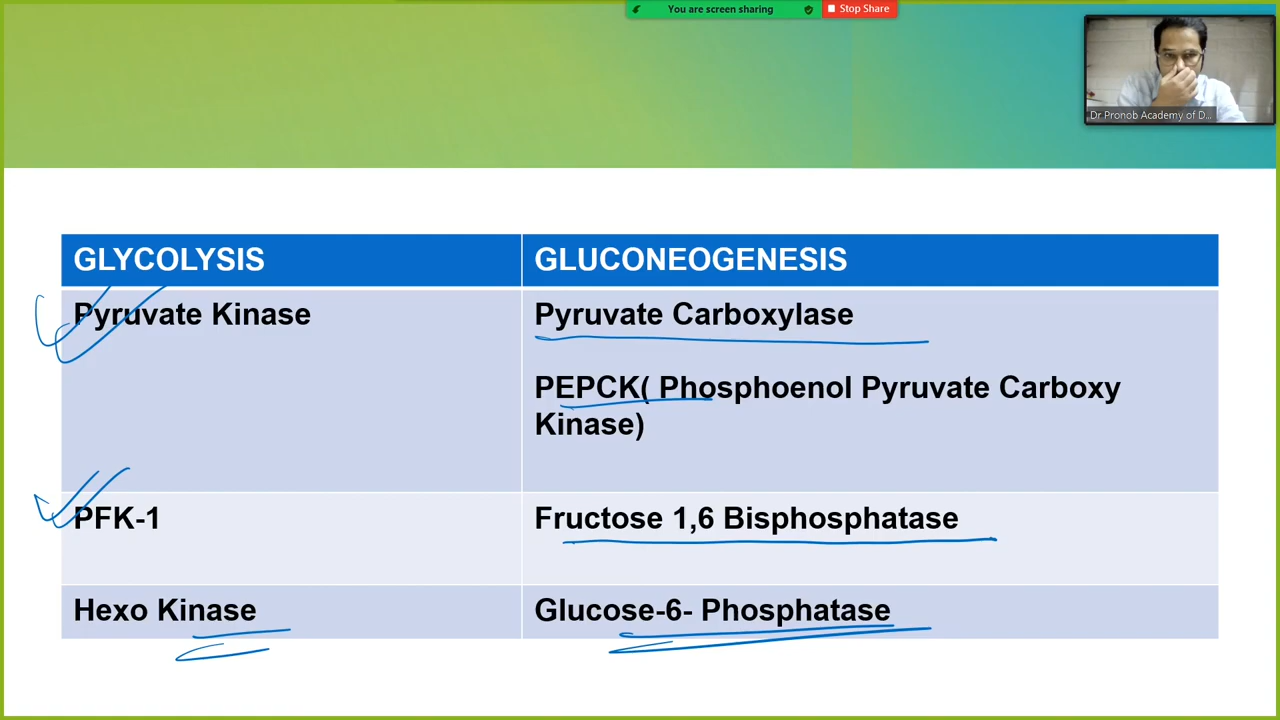 You are screen sharing
Stop Share
Dr Pronob Academy of D...
GLYCOLYSIS
GLUCONEOGENESIS
Pyruvate Kinase
Pyruvate Carboxylase
PEPCK( Phosphoenol Pyruvate Carboxy
Kinase)
PFK-1
Fructose 1,6 Bisphosphatase
Hexo Kinase
Glucose-6- Phosphatase